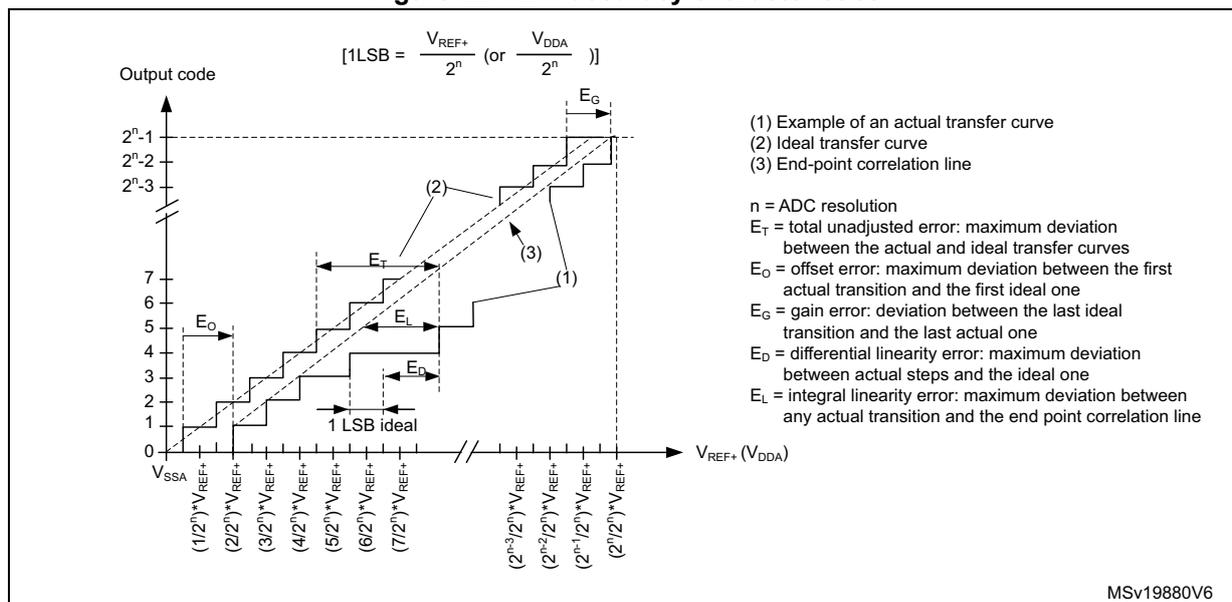 [1LSB = V_REF+ / 2^n (or V_DDA / 2^n )]
Output code
E_G
2^n-1
2^n-2
2^n-3
(1) Example of an actual transfer curve
(2) Ideal transfer curve
(3) End-point correlation line
n = ADC resolution
E_T = total unadjusted error: maximum deviation
between the actual and ideal transfer curves
E_O = offset error: maximum deviation between the first
actual transition and the first ideal one
E_G = gain error: deviation between the last ideal
transition and the last actual one
E_D = differential linearity error: maximum deviation
between actual steps and the ideal one
E_L = integral linearity error: maximum deviation between
any actual transition and the end point correlation line
(2)
(3)
(1)
E_T
7
6
5
4
3
2
1
0
E_O
E_L
E_D
1 LSB ideal
V_SSA
V_REF+ (V_DDA)
(1/2^n)*V_REF+
(2/2^n)*V_REF+
(3/2^n)*V_REF+
(4/2^n)*V_REF+
(5/2^n)*V_REF+
(6/2^n)*V_REF+
(7/2^n)*V_REF+
(2^n-3/2^n)*V_REF+
(2^n-2/2^n)*V_REF+
(2^n-1/2^n)*V_REF+
(2^n/2^n)*V_REF+
MSv19880V6